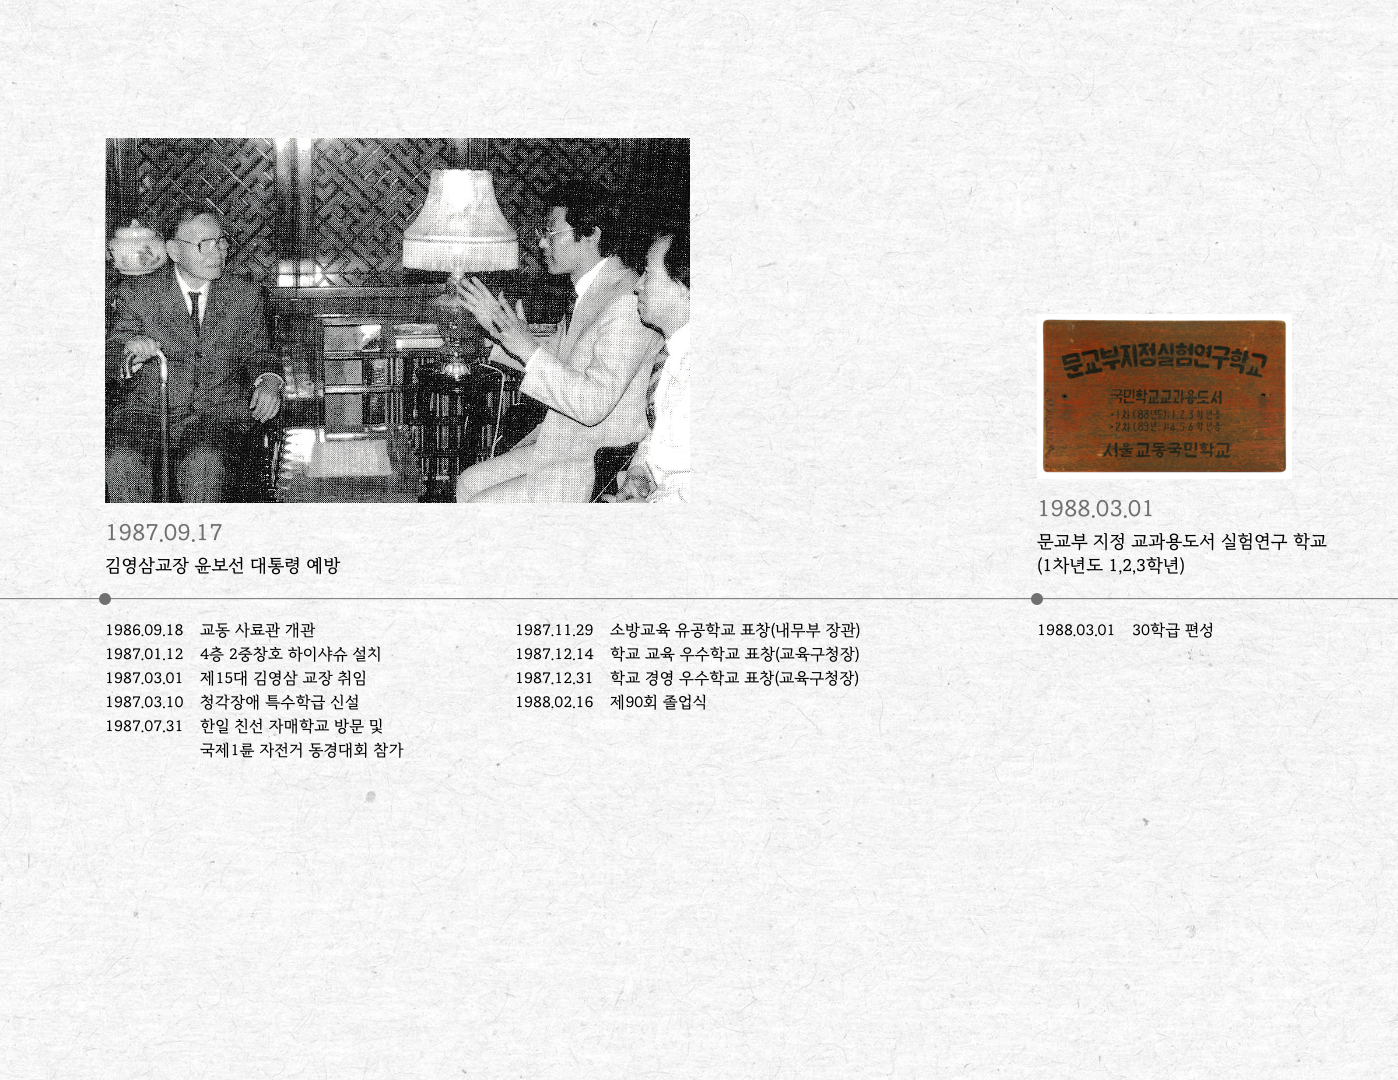 문교부지정실험연구학교
국민학교교과용도서
서울교동국민학교
1987.09.17
김영삼교장 윤보선 대통령 예방
1988.03.01
문교부 지정 교과용도서 실험연구 학교
(1차년도 1,2,3학년)
1986.09.18 교동 사료관 개관
1987.01.12 4층 2중창호 하이샤슈 설치
1987.03.01 제15대 김영삼 교장 취임
1987.03.10 청각장애 특수학급 신설
1987.07.31 한일 친선 자매학교 방문 및
국제1륜 자전거 동경대회 참가
1987.11.29 소방교육 유공학교 표창(내무부 장관)
1987.12.14 학교 교육 우수학교 표창(교육구청장)
1987.12.31 학교 경영 우수학교 표창(교육구청장)
1988.02.16 제90회 졸업식
1988.03.01 30학급 편성